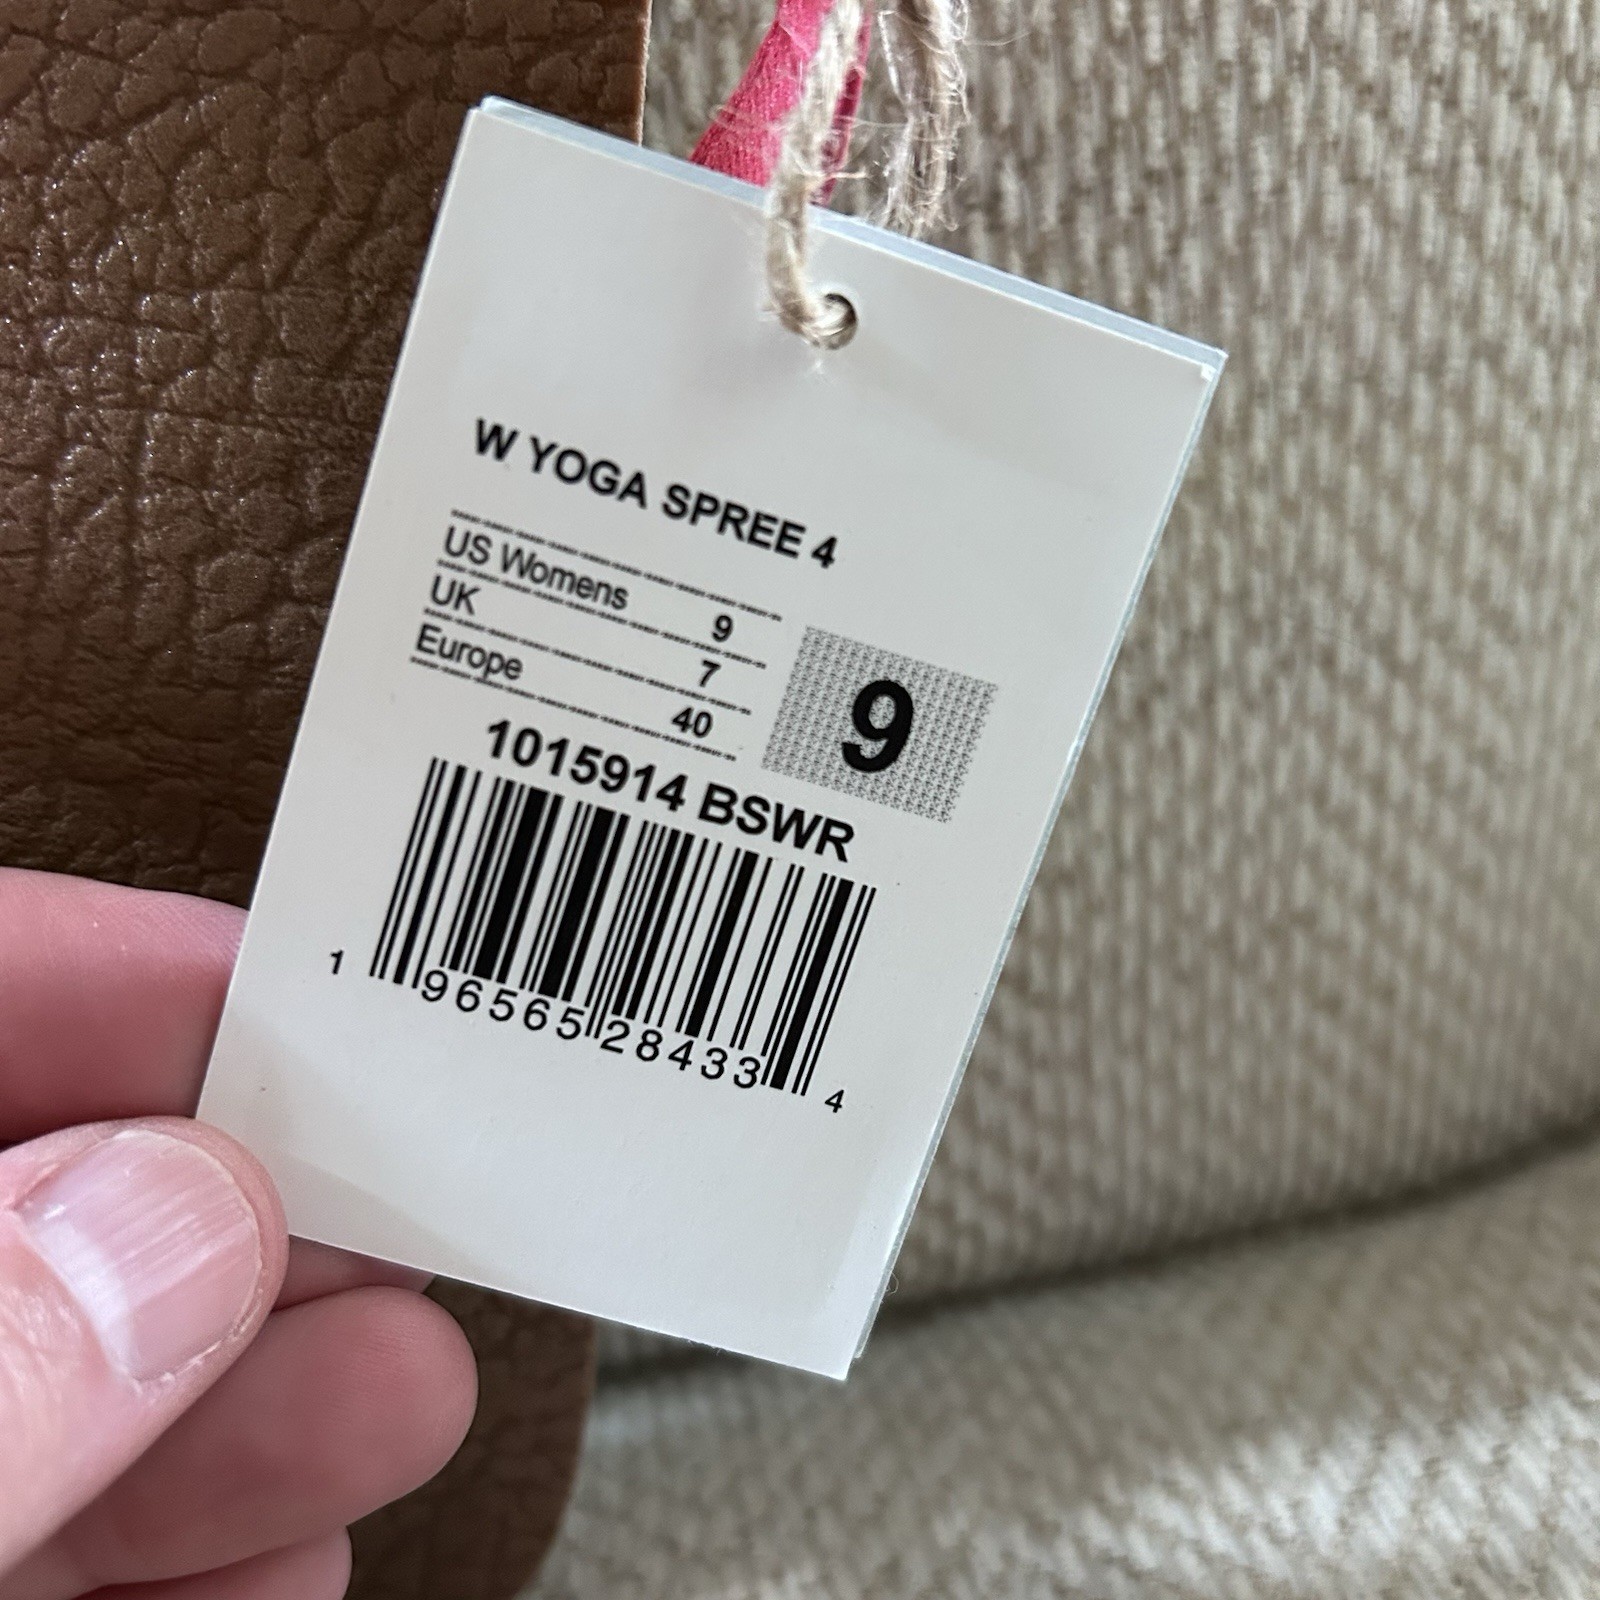 W YOGA SPREE 4
US Womens 9
UK 7
Europe 40
9
1015914 BSWR
1 96565 28433 4